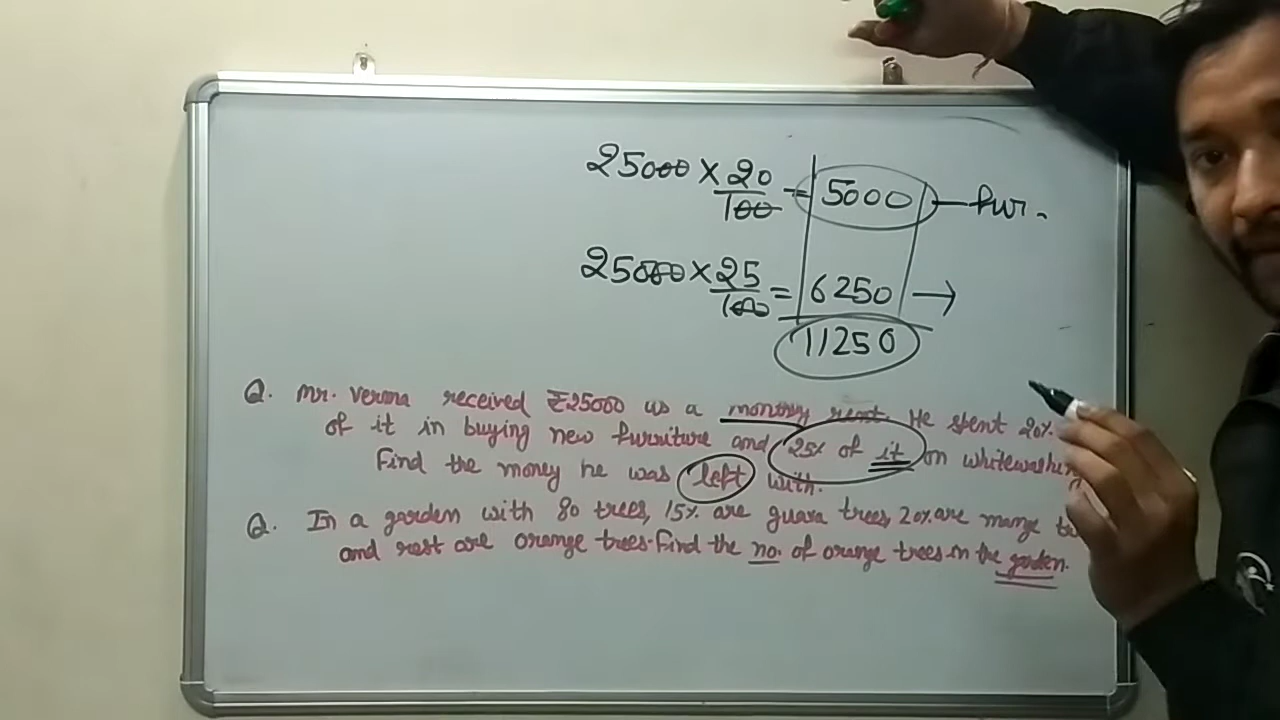 25000 × 20/100 = 5000 — fur.
25000 × 25/100 = 6250 →
11250
Q. Mr. Verma received ₹25000 as a monthly rent. He spent 20%
of it in buying new furniture and 25% of it on whitewashing
Find the money he was left with.
Q. In a garden with 80 trees, 15% are guava trees, 20% are mango
and rest are orange trees. Find the no. of orange trees in the garden.